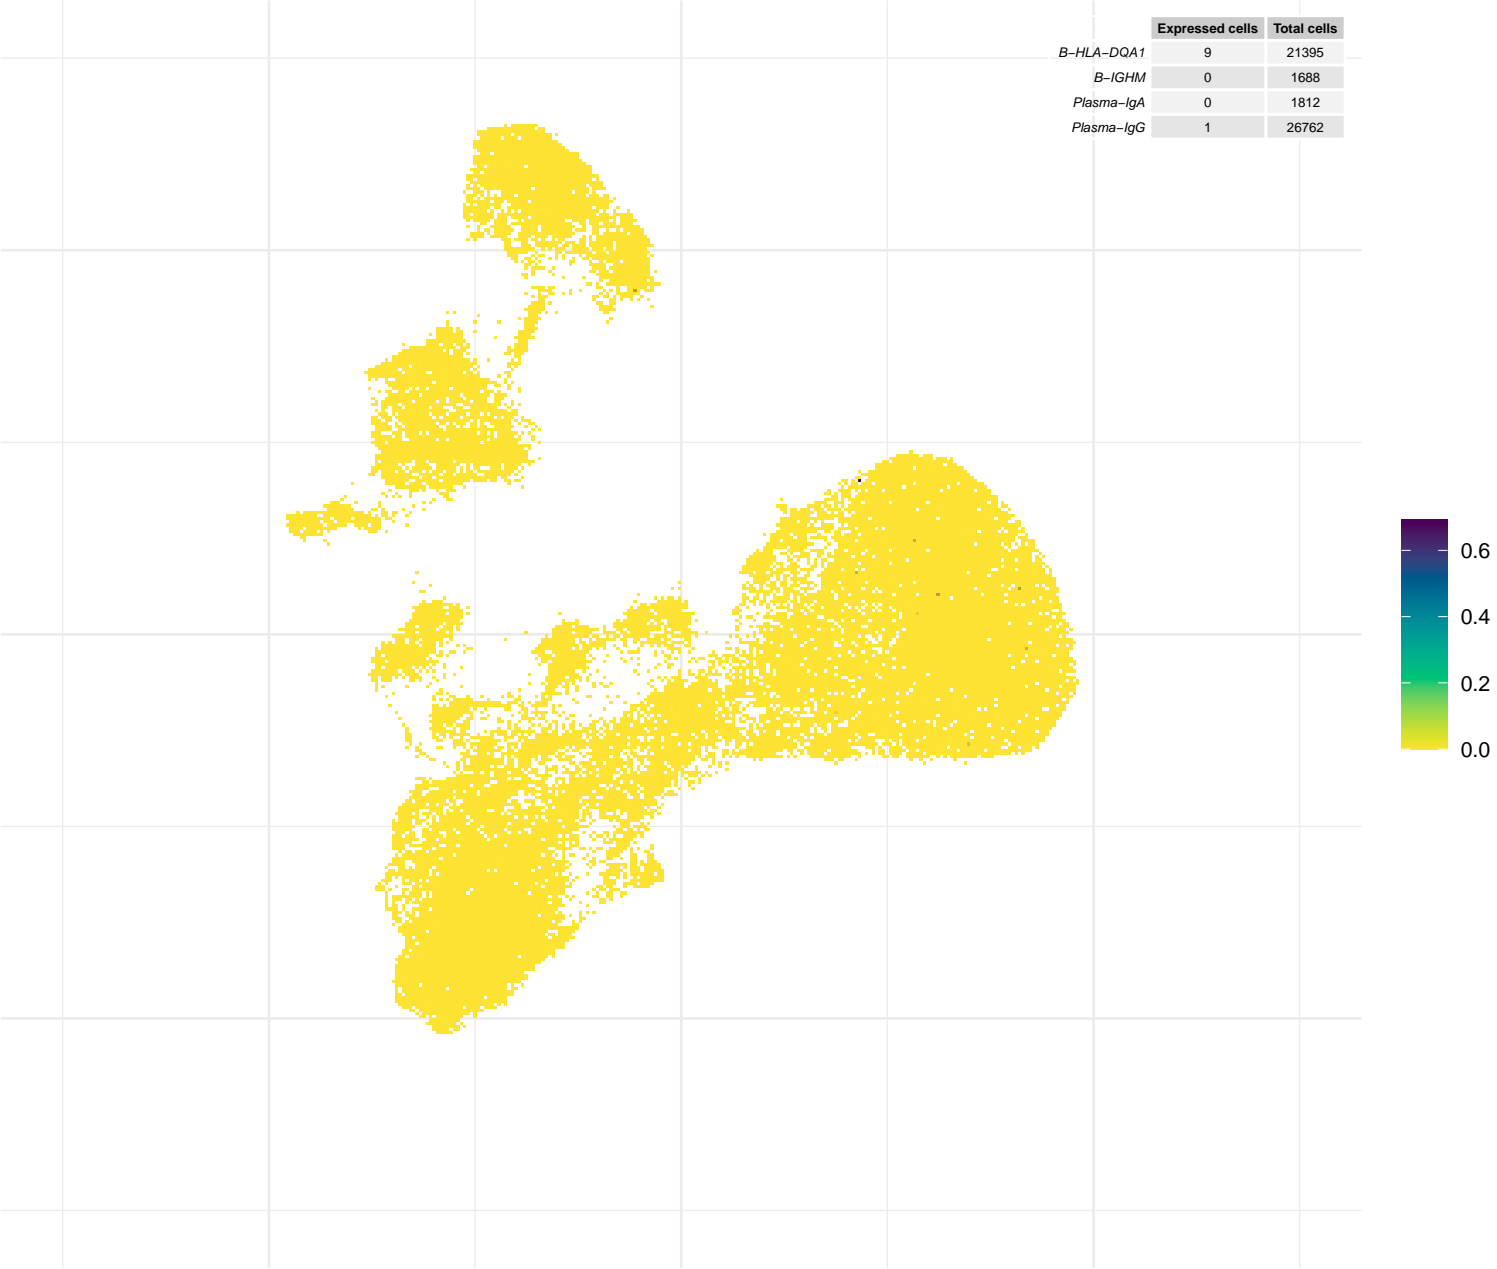 Expressed cells Total cells
B−HLA−DQA1 9 21395
B−IGHM 0 1688
Plasma−IgA 0 1812
Plasma−IgG 1 26762
0.6
0.4
0.2
0.0